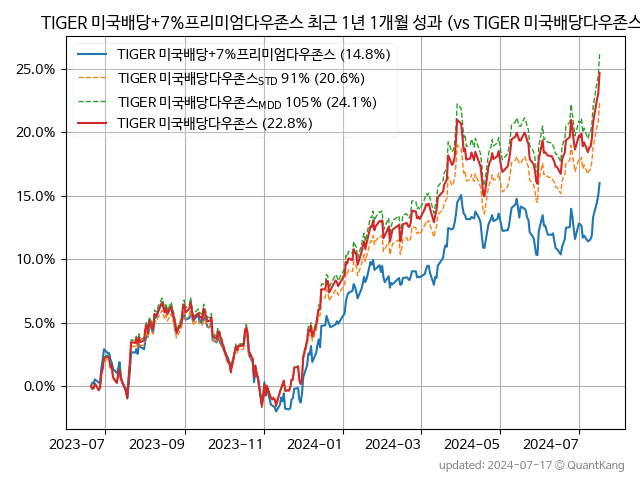 TIGER 미국배당+7%프리미엄다우존스 최근 1년 1개월 성과 (vs TIGER 미국배당다우존스
TIGER 미국배당+7%프리미엄다우존스 (14.8%)
TIGER 미국배당다우존스STD 91% (20.6%)
TIGER 미국배당다우존스MDD 105% (24.1%)
TIGER 미국배당다우존스 (22.8%)
25.0%
20.0%
15.0%
10.0%
5.0%
0.0%
2023-07 2023-09 2023-11 2024-01 2024-03 2024-05 2024-07
updated: 2024-07-17 © QuantKang